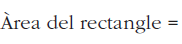 Àrea del rectangle =